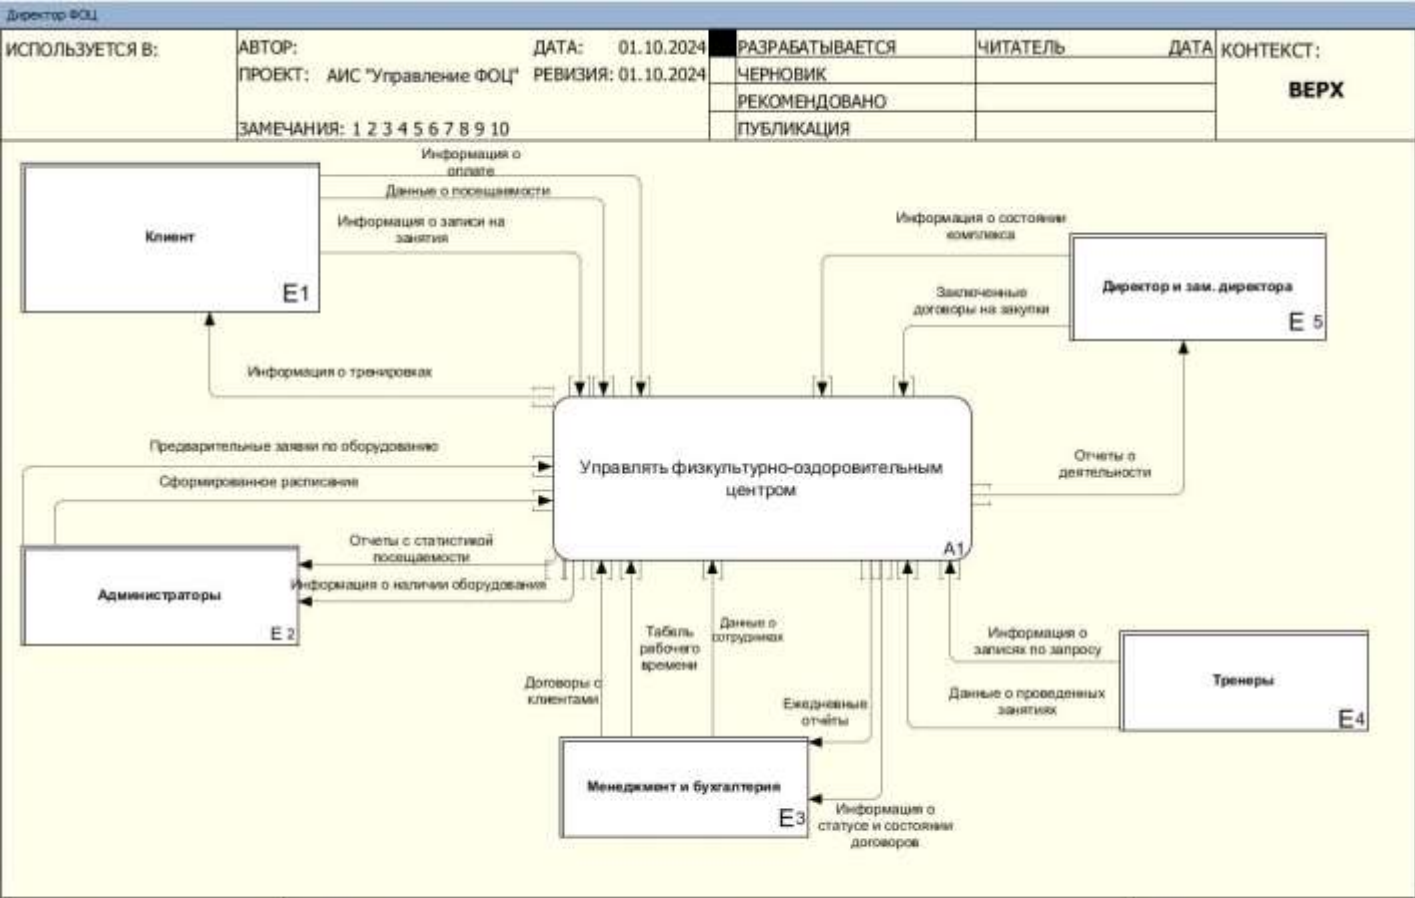 Директор ФОЦ
ИСПОЛЬЗУЕТСЯ В:
АВТОР:
ДАТА: 01.10.2024
ПРОЕКТ: АИС "Управление ФОЦ"
РЕВИЗИЯ: 01.10.2024
ЗАМЕЧАНИЯ: 1 2 3 4 5 6 7 8 9 10
РАЗРАБАТЫВАЕТСЯ
ЧЕРНОВИК
РЕКОМЕНДОВАНО
ПУБЛИКАЦИЯ
ЧИТАТЕЛЬ
ДАТА
КОНТЕКСТ:
ВЕРХ
Информация о
оплате
Данные о посещаемости
Информация о записи на
занятия
Клиент
E1
Информация о состоянии
комплекса
Директор и зам. директора
E 5
Заключенные
договоры на закупки
Информация о тренировках
Предварительные заявки по оборудованию
Сформированное расписание
Управлять физкультурно-оздоровительным
центром
A1
Отчеты о
деятельности
Отчеты с статистикой
посещаемости
Информация о наличии оборудования
Администраторы
E 2
Табель
рабочего
времени
Данные о
сотрудниках
Договоры с
клиентами
Ежедневные
отчёты
Информация о
записях по запросу
Данные о проведенных
занятиях
Тренеры
E4
Менеджмент и бухгалтерия
E3
Информация о
статусе и состоянии
договоров